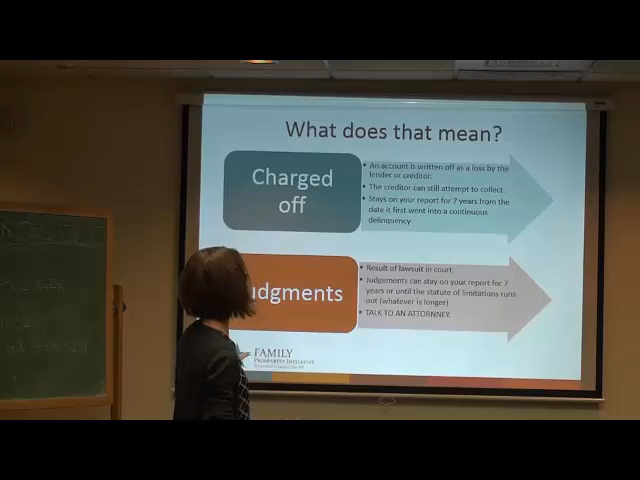 What does that mean?
Charged
off
• An account is written off as a loss by the
lender or creditor.
• The creditor can still attempt to collect.
• Stays on your report for 7 years from the
date it first went into a continuous
delinquency
udgments
• Result of lawsuit in court
• Judgements can stay on your report for 7
years or until the stature of limitations runs
out (whatever is longer)
• TALK TO AN ATTORNNEY.
FAMILY
PROSPERITY INITIATIVE